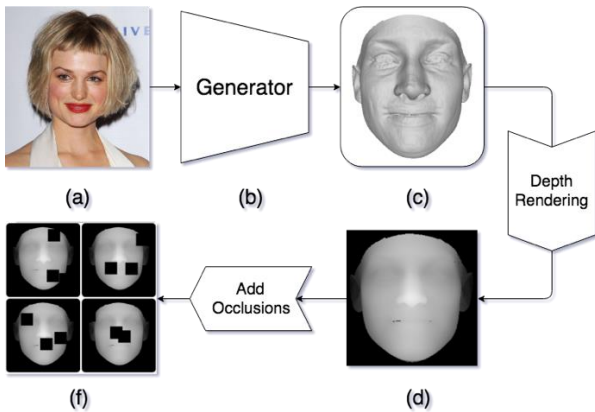 IVE
Generator
(a)
(b)
(c)
Depth
Rendering
Add
Occlusions
(f)
(d)